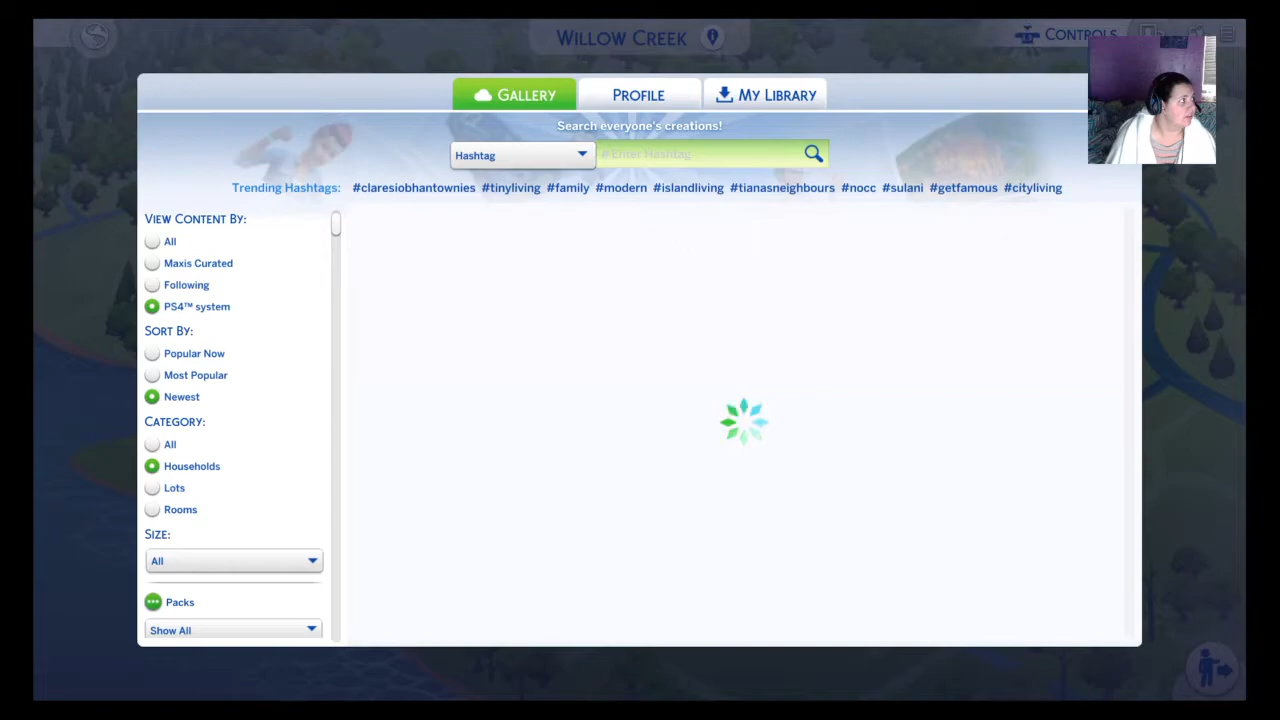 WILLOW CREEK
CONTROLS
GALLERY
PROFILE
MY LIBRARY
Search everyone's creations!
Hashtag
# Enter Hashtag
Trending Hashtags: #claresiobhantownies #tinyliving #family #modern #islandliving #tianasneighbours #nocc #sulani #getfamous #cityliving
VIEW CONTENT BY:
All
Maxis Curated
Following
PS4™ system
SORT BY:
Popular Now
Most Popular
Newest
CATEGORY:
All
Households
Lots
Rooms
SIZE:
All
Packs
Show All